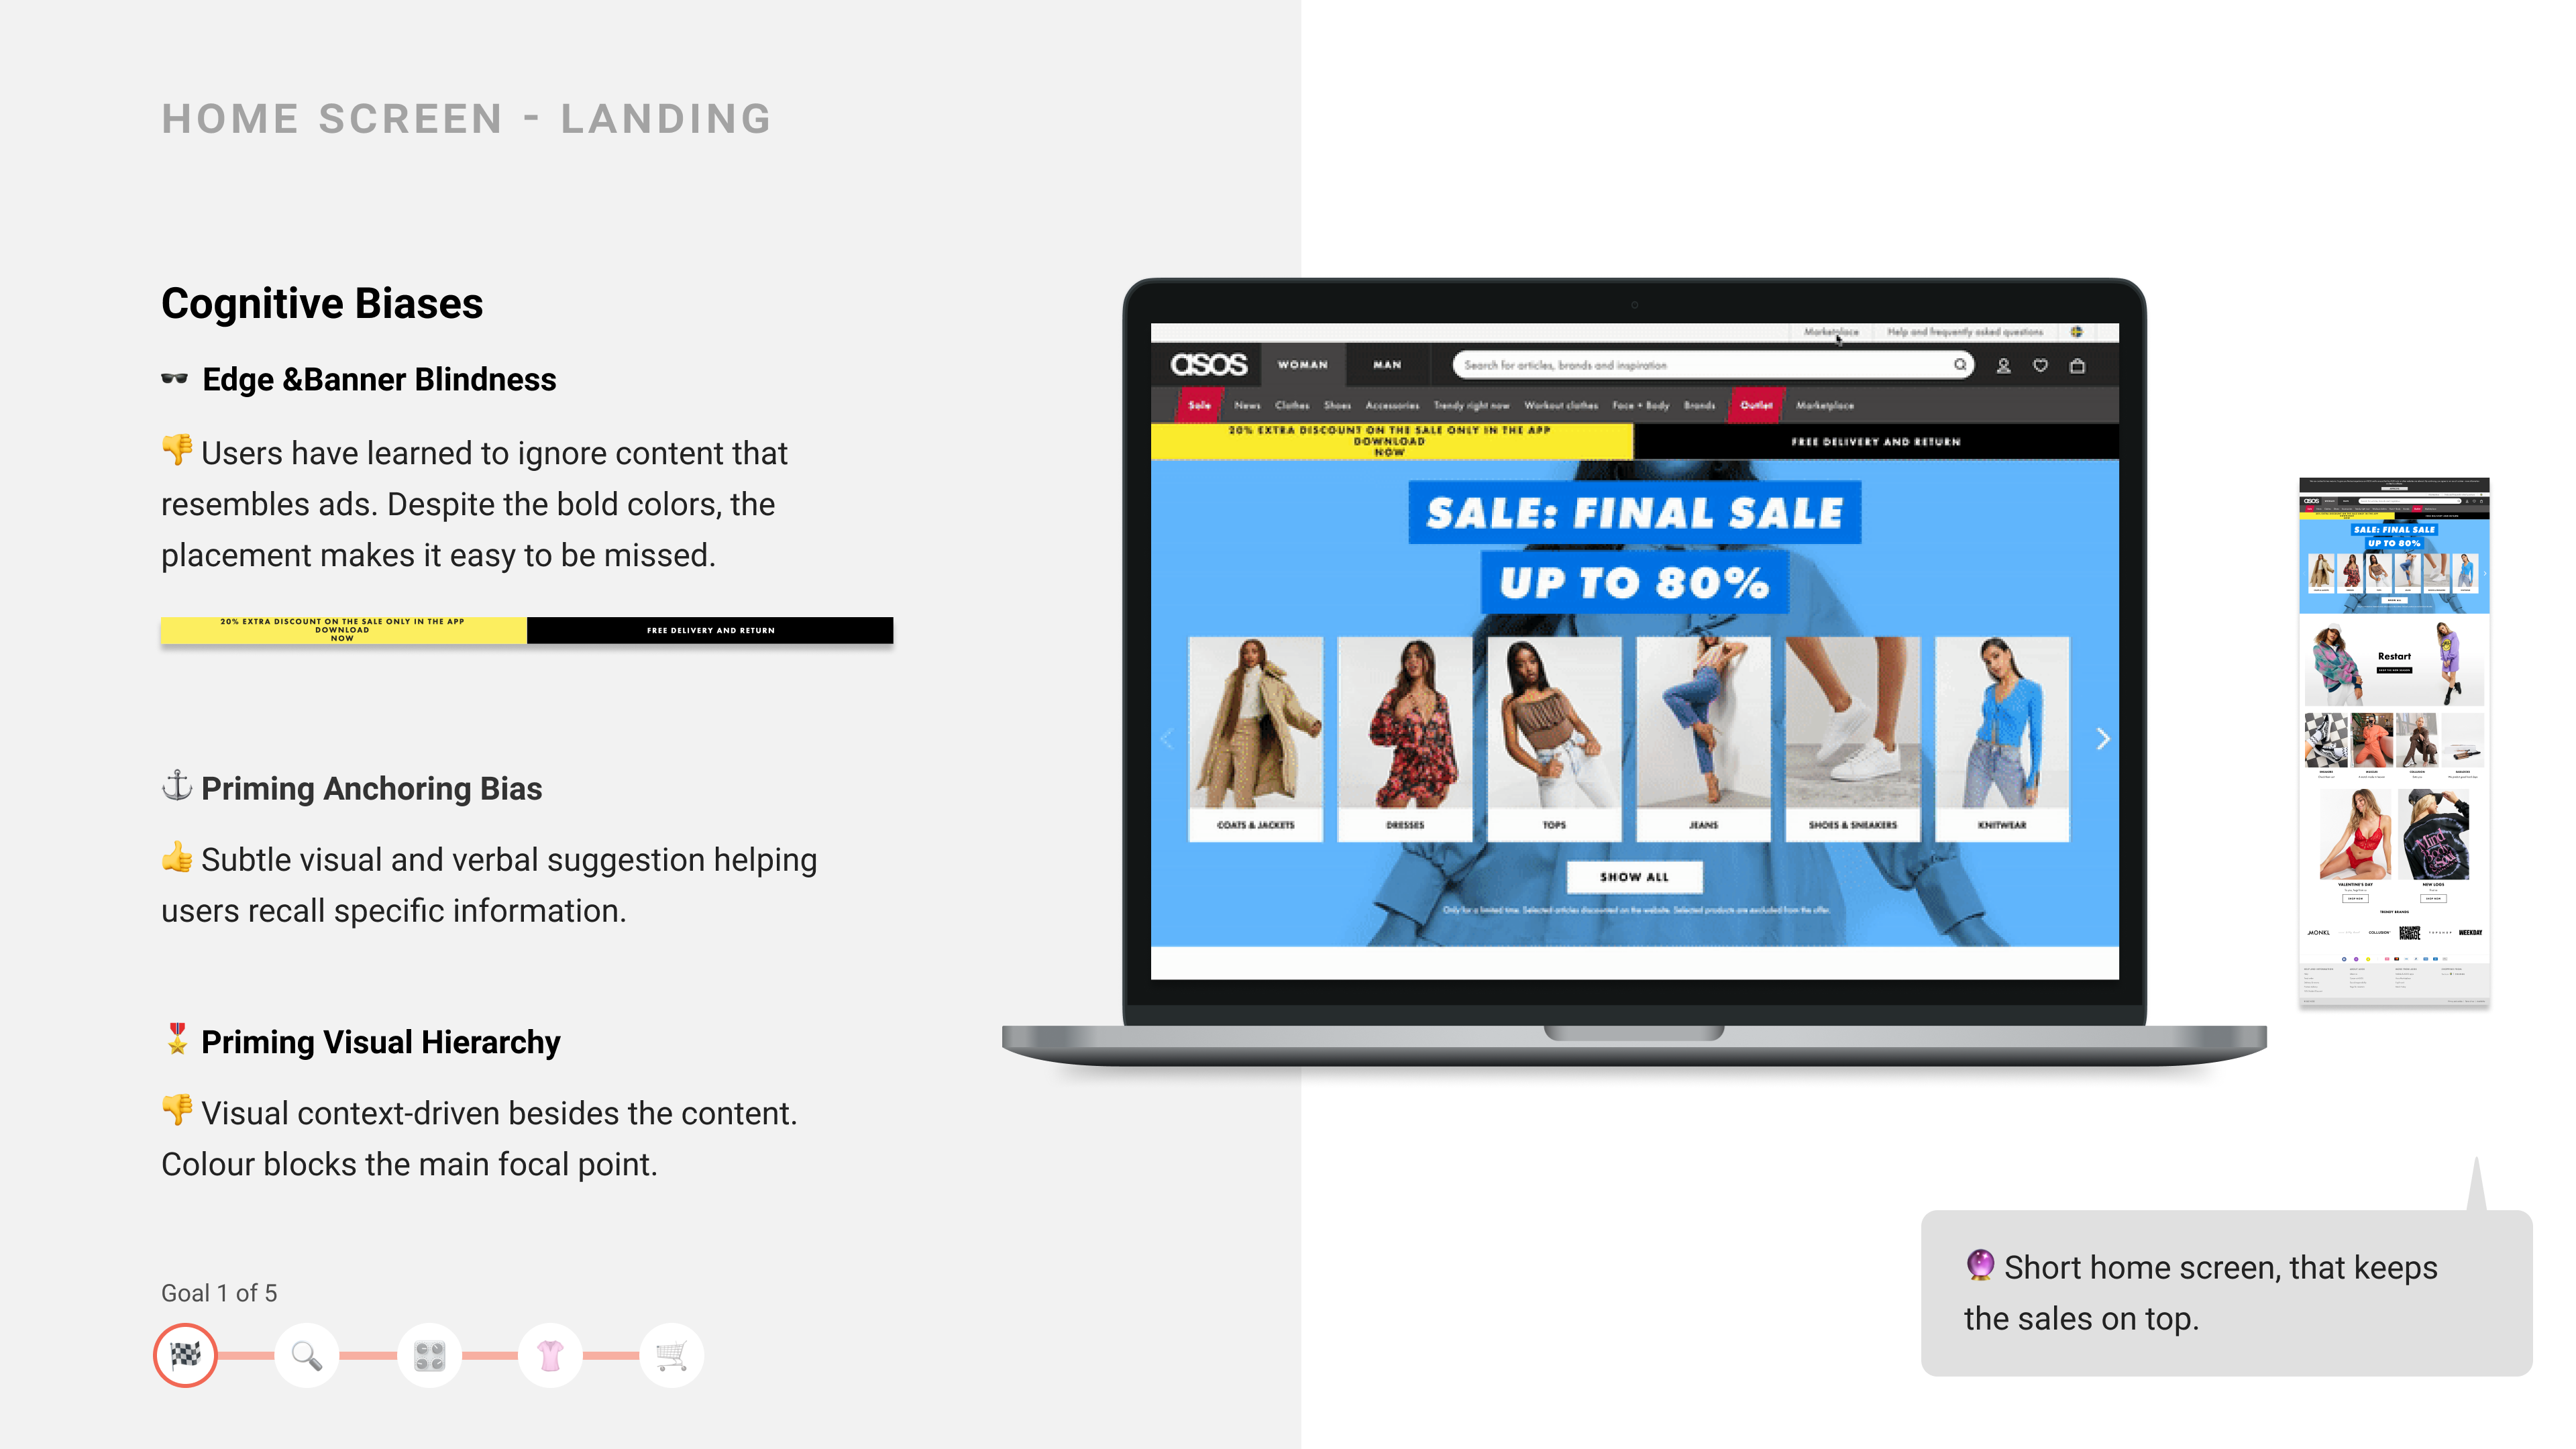 HOME SCREEN - LANDING
Cognitive Biases
Edge &Banner Blindness
Users have learned to ignore content that
resembles ads. Despite the bold colors, the
placement makes it easy to be missed.
20% EXTRA DISCOUNT ON THE SALE ONLY IN THE APP
DOWNLOAD
NOW
FREE DELIVERY AND RETURN
Priming Anchoring Bias
Subtle visual and verbal suggestion helping
users recall specific information.
Priming Visual Hierarchy
Visual context-driven besides the content.
Colour blocks the main focal point.
Goal 1 of 5
Marketplace Help and frequently asked questions
asos WOMAN MAN Search for articles, brands and inspiration
Sale News Clothes Shoes Accessories Trendy right now Workout clothes Face + Body Brands Outlet Marketplace
20% EXTRA DISCOUNT ON THE SALE ONLY IN THE APP
DOWNLOAD
NOW
FREE DELIVERY AND RETURN
SALE: FINAL SALE
UP TO 80%
COATS & JACKETS DRESSES TOPS JEANS SHOES & SNEAKERS KNITWEAR
SHOW ALL
Only for a limited time. Selected articles discounted on the website. Selected products are excluded from the offer.
asos
SALE: FINAL SALE
UP TO 80%
Restart
VALENTINE'S DAY NEW LOGO
SHOP NOW SHOP NOW
TRENDY BRANDS
MONKI COLLUSION WEEKDAY
Short home screen, that keeps
the sales on top.